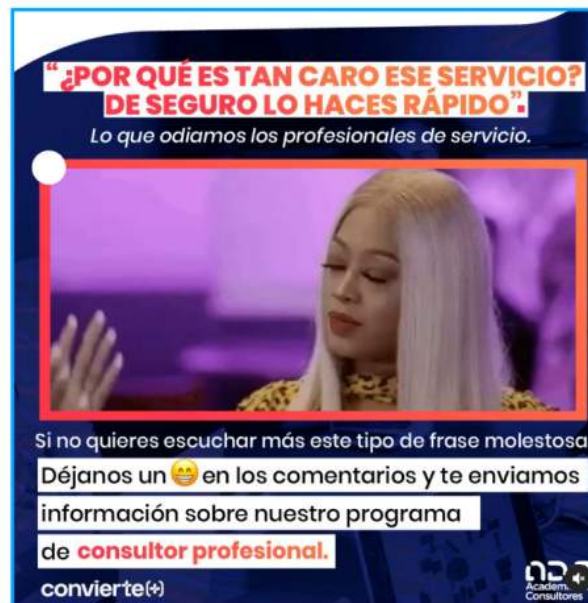 “¿POR QUÉ ES TAN CARO ESE SERVICIO?
DE SEGURO LO HACES RÁPIDO”.
Lo que odiamos los profesionales de servicio.
Si no quieres escuchar más este tipo de frase molestosa
Déjanos un 😁 en los comentarios y te enviamos
información sobre nuestro programa
de consultor profesional.
convierte(+)
Consultores